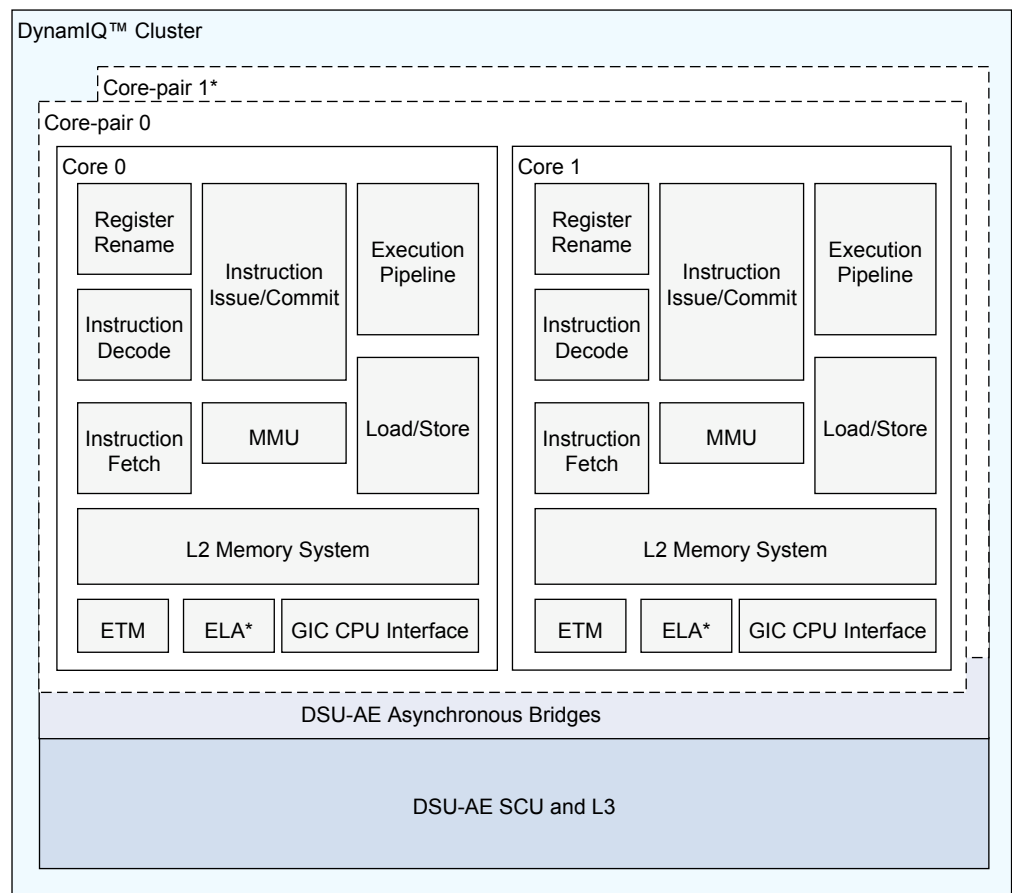 DynamIQ™ Cluster
Core-pair 1*
Core-pair 0
Core 0
Register
Rename
Instruction
Issue/Commit
Execution
Pipeline
Instruction
Decode
Instruction
Fetch
MMU
Load/Store
L2 Memory System
ETM
ELA*
GIC CPU Interface
Core 1
Register
Rename
Instruction
Issue/Commit
Execution
Pipeline
Instruction
Decode
Instruction
Fetch
MMU
Load/Store
L2 Memory System
ETM
ELA*
GIC CPU Interface
DSU-AE Asynchronous Bridges
DSU-AE SCU and L3